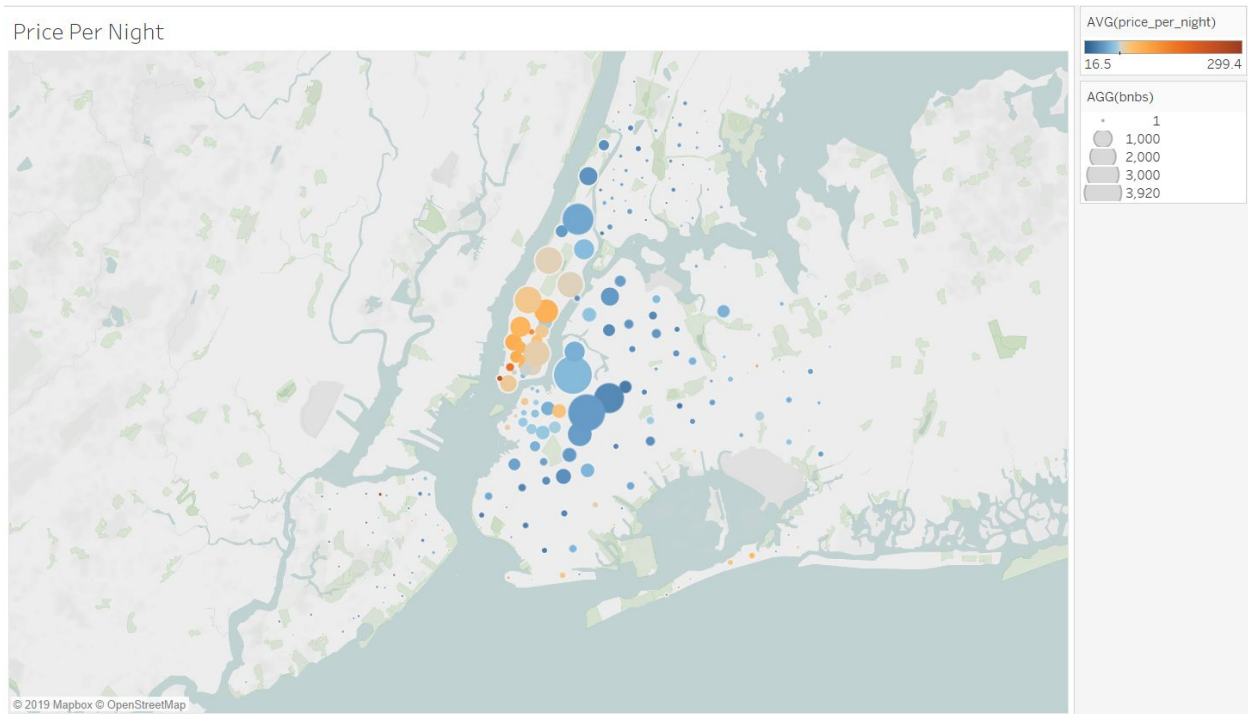 Price Per Night
AVG(price_per_night)
16.5 299.4
AGG(bnbs)
1
1,000
2,000
3,000
3,920
© 2019 Mapbox © OpenStreetMap